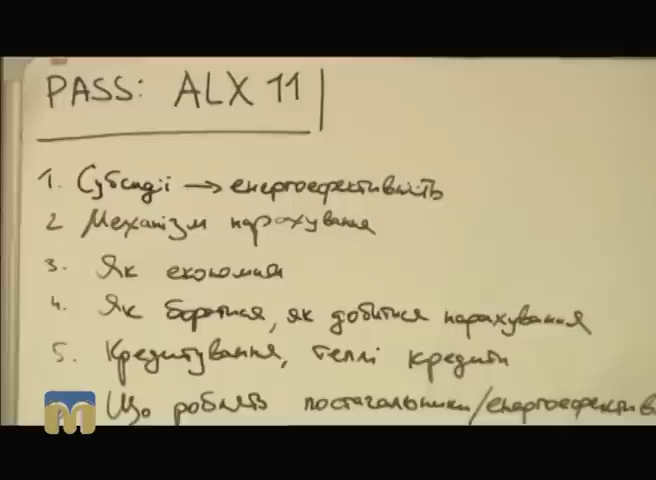 PASS: ALX 11
1. Субсидії → енергоефективність
2 Механізм нарахування
3. Як економити
4. Як боротися, як добитися нарахування
5. Кредитування, теплі кредити
Що роблять постачальники/енергоефектив